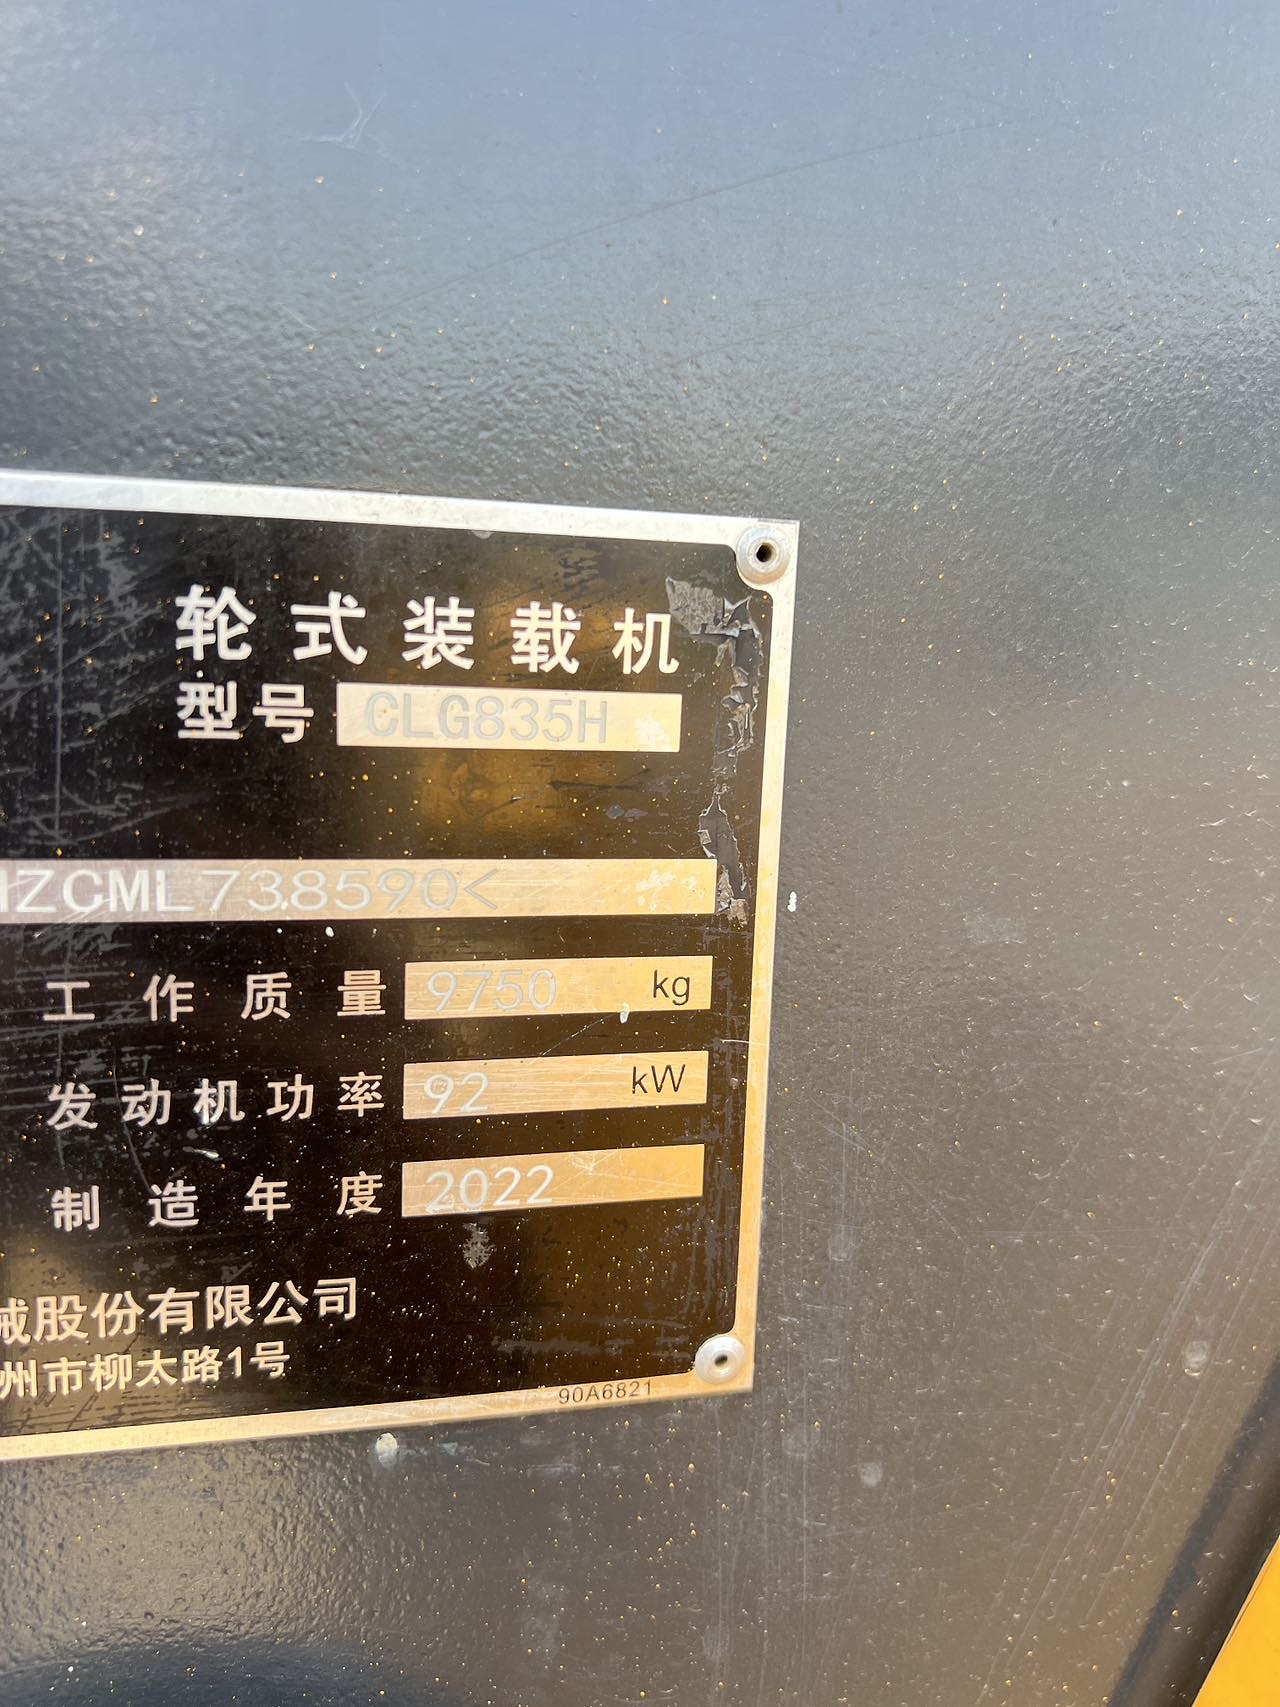 轮式装载机
型号 CLG835H
ZCML738590<
工作质量 9750 kg
发动机功率 92 kW
制造年度 2022
械股份有限公司
州市柳太路1号
90A6821